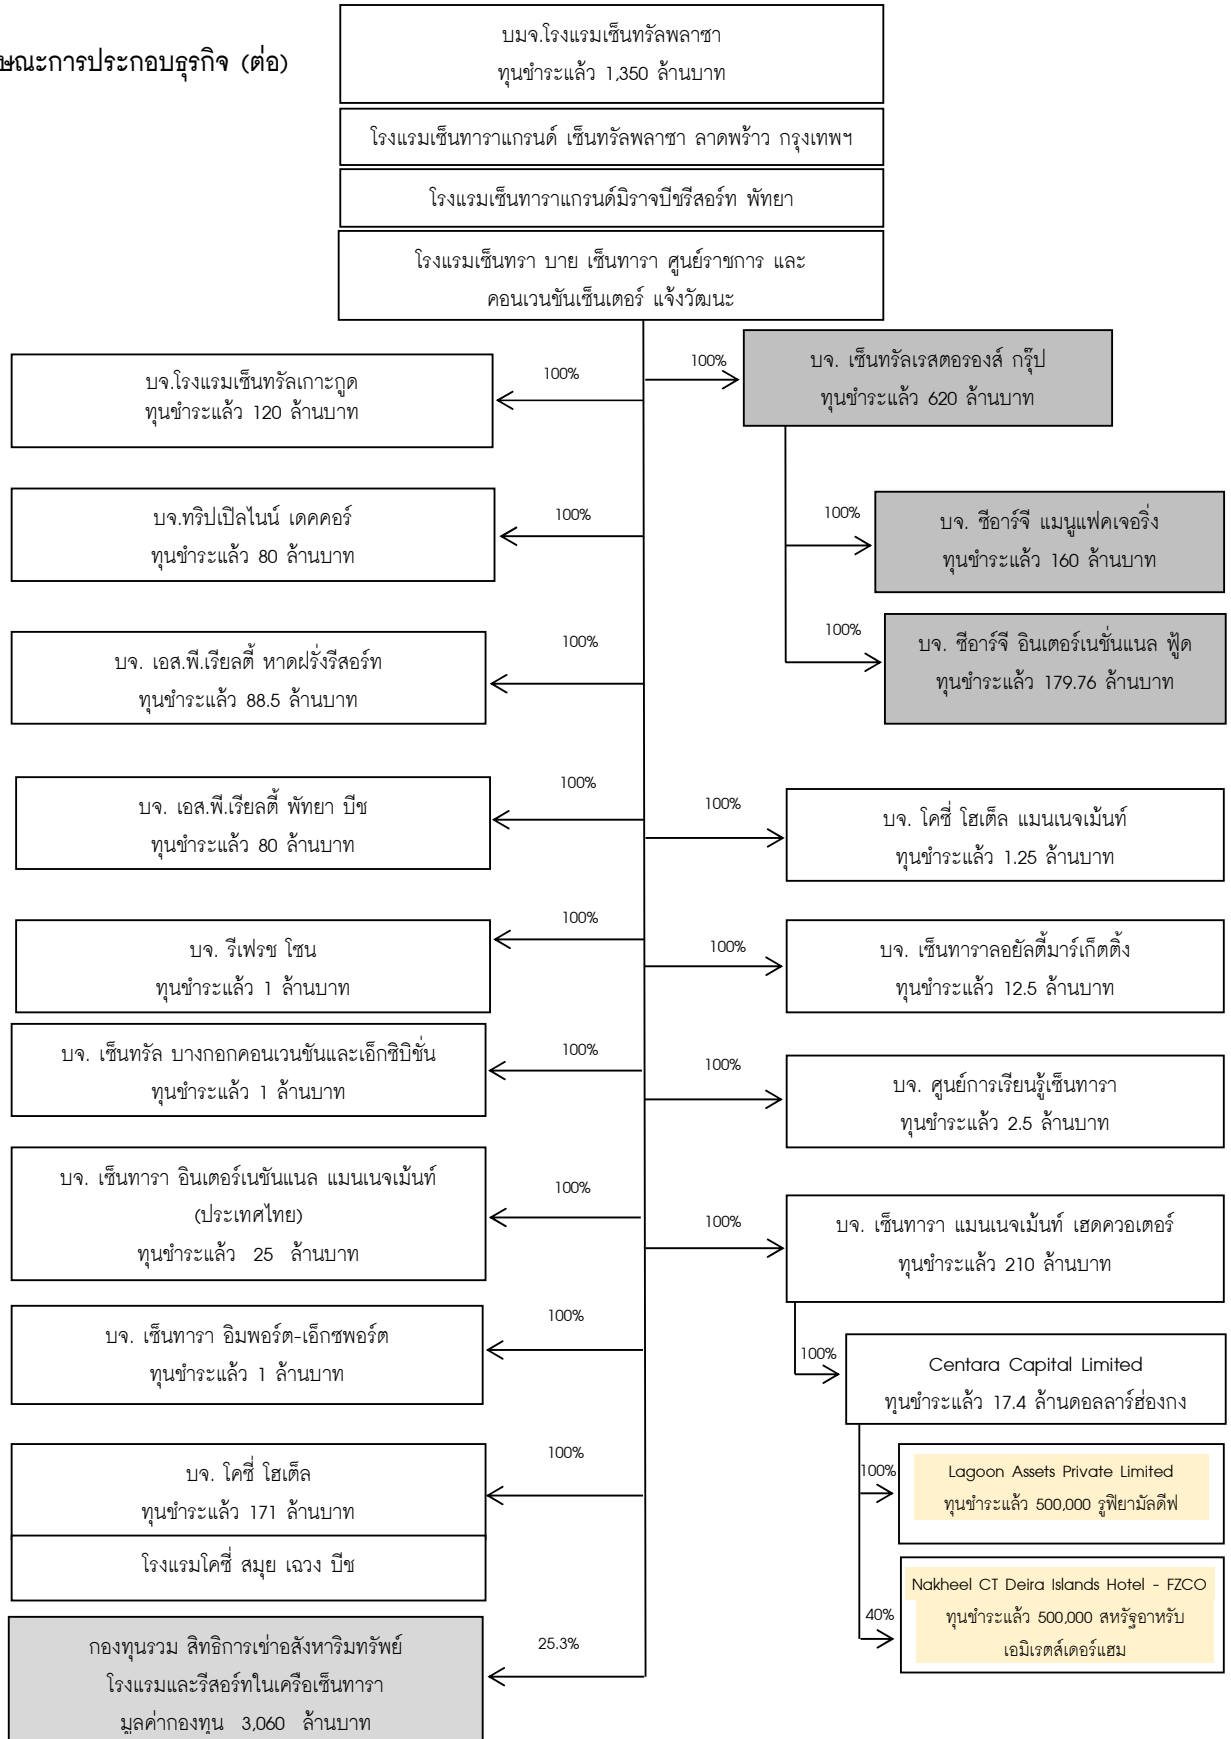 บมจ.โรงแรมเซ็นทรัลพลาซา
ทุนชำระแล้ว 1,350 ล้านบาท
ษณะการประกอบธุรกิจ (ต่อ)
โรงแรมเซ็นทาราแกรนด์ เซ็นทรัลพลาซา ลาดพร้าว กรุงเทพฯ
โรงแรมเซ็นทาราแกรนด์มิราจบีชรีสอร์ท พัทยา
โรงแรมเซ็นทรา บาย เซ็นทารา ศูนย์ราชการ และ
คอนเวนชันเซ็นเตอร์ แจ้งวัฒนะ
100%
บจ.โรงแรมเซ็นทรัลเกาะกูด
ทุนชำระแล้ว 120 ล้านบาท
100%
บจ. เซ็นทรัลเรสตอรองส์ กรุ๊ป
ทุนชำระแล้ว 620 ล้านบาท
100%
บจ.ทริปเปิลไนน์ เดคคอร์
ทุนชำระแล้ว 80 ล้านบาท
100%
บจ. ซีอาร์จี แมนูแฟคเจอริ่ง
ทุนชำระแล้ว 160 ล้านบาท
100%
บจ. เอส.พี.เรียลตี้ หาดฝรั่งรีสอร์ท
ทุนชำระแล้ว 88.5 ล้านบาท
100%
บจ. ซีอาร์จี อินเตอร์เนชั่นแนล ฟู้ด
ทุนชำระแล้ว 179.76 ล้านบาท
100%
บจ. เอส.พี.เรียลตี้ พัทยา บีช
ทุนชำระแล้ว 80 ล้านบาท
100%
บจ. โคซี่ โฮเต็ล แมนเนจเม้นท์
ทุนชำระแล้ว 1.25 ล้านบาท
100%
บจ. รีเฟรช โซน
ทุนชำระแล้ว 1 ล้านบาท
100%
บจ. เซ็นทาราลอยัลตี้มาร์เก็ตติ้ง
ทุนชำระแล้ว 12.5 ล้านบาท
100%
บจ. เซ็นทรัล บางกอกคอนเวนชันและเอ็กซิบิชั่น
ทุนชำระแล้ว 1 ล้านบาท
100%
บจ. ศูนย์การเรียนรู้เซ็นทารา
ทุนชำระแล้ว 2.5 ล้านบาท
100%
บจ. เซ็นทารา อินเตอร์เนชันแนล แมนเนจเม้นท์
(ประเทศไทย)
ทุนชำระแล้ว 25 ล้านบาท
100%
บจ. เซ็นทารา แมนเนจเม้นท์ เฮดควอเตอร์
ทุนชำระแล้ว 210 ล้านบาท
100%
บจ. เซ็นทารา อิมพอร์ต-เอ็กซพอร์ต
ทุนชำระแล้ว 1 ล้านบาท
100%
Centara Capital Limited
ทุนชำระแล้ว 17.4 ล้านดอลลาร์ฮ่องกง
100%
บจ. โคซี่ โฮเต็ล
ทุนชำระแล้ว 171 ล้านบาท
โรงแรมโคซี่ สมุย เฉวง บีช
100%
Lagoon Assets Private Limited
ทุนชำระแล้ว 500,000 รูฟิยามัลดีฟ
40%
Nakheel CT Deira Islands Hotel - FZCO
ทุนชำระแล้ว 500,000 สหรัฐอาหรับ
เอมิเรตส์เดอร์แฮม
25.3%
กองทุนรวม สิทธิการเช่าอสังหาริมทรัพย์
โรงแรมและรีสอร์ทในเครือเซ็นทารา
มูลค่ากองทุน 3,060 ล้านบาท